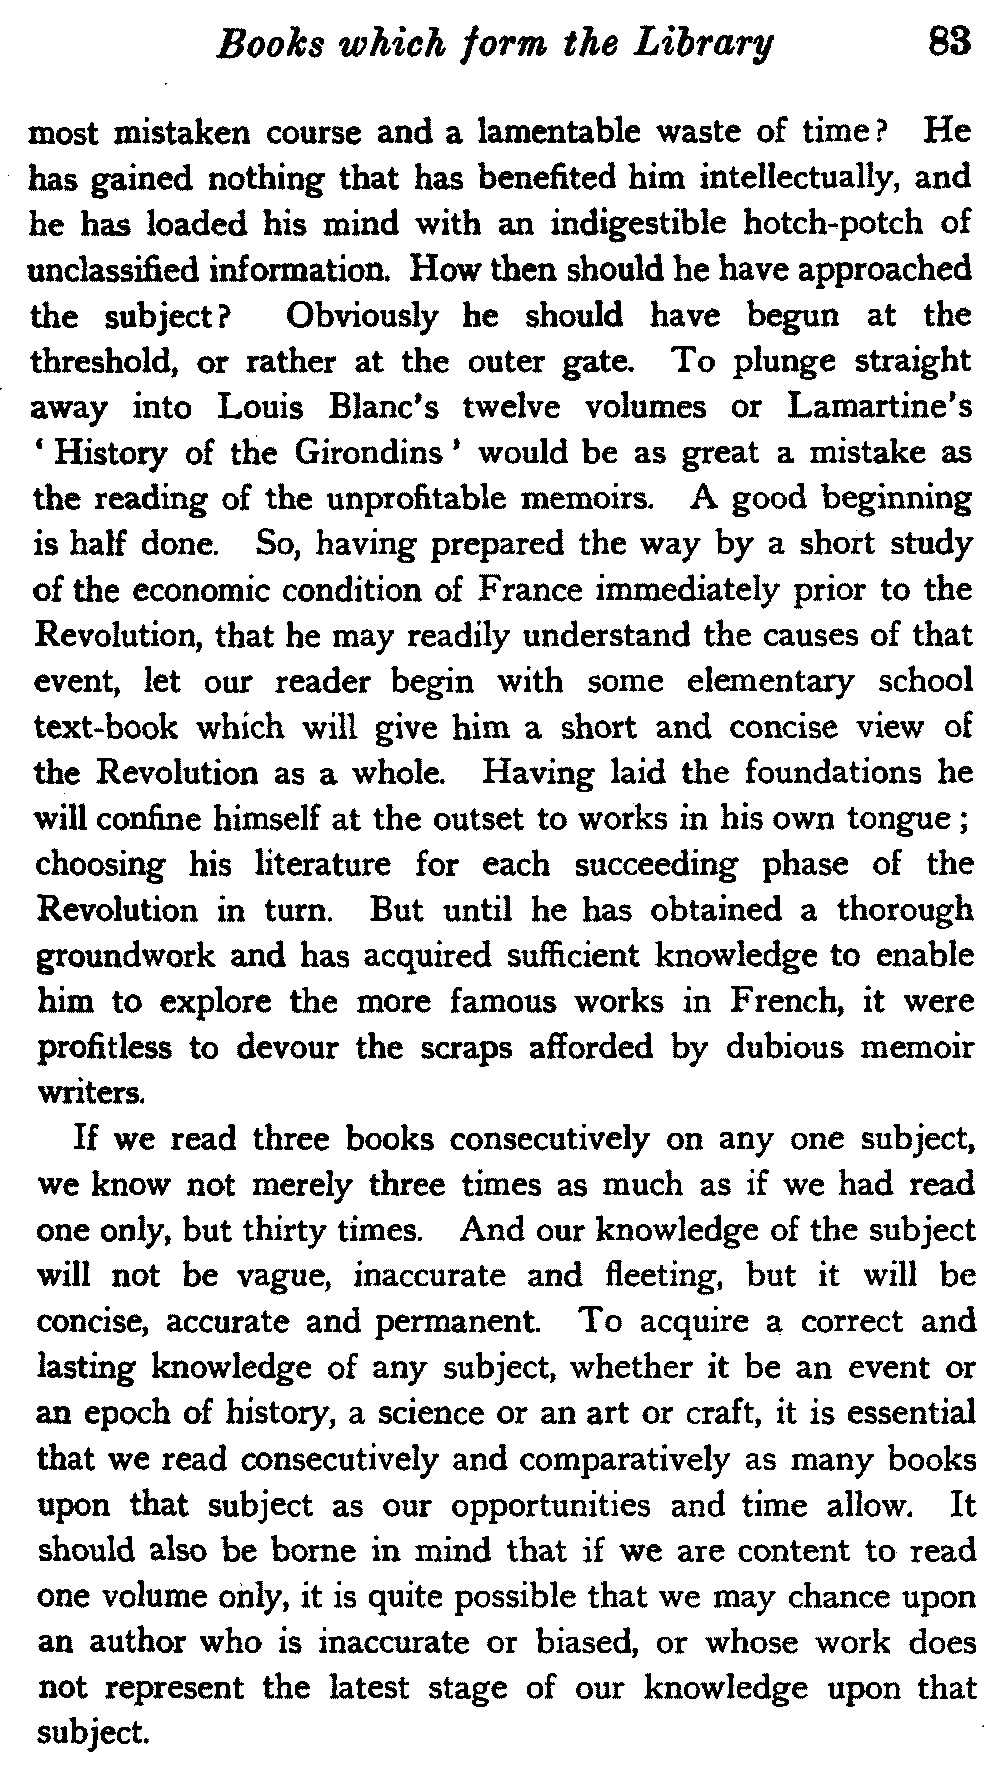 Books which form the Library 83
most mistaken course and a lamentable waste of time? He
has gained nothing that has benefited him intellectually, and
he has loaded his mind with an indigestible hotch-potch of
unclassified information. How then should he have approached
the subject? Obviously he should have begun at the
threshold, or rather at the outer gate. To plunge straight
away into Louis Blanc's twelve volumes or Lamartine's
‘ History of the Girondins ’ would be as great a mistake as
the reading of the unprofitable memoirs. A good beginning
is half done. So, having prepared the way by a short study
of the economic condition of France immediately prior to the
Revolution, that he may readily understand the causes of that
event, let our reader begin with some elementary school
text-book which will give him a short and concise view of
the Revolution as a whole. Having laid the foundations he
will confine himself at the outset to works in his own tongue ;
choosing his literature for each succeeding phase of the
Revolution in turn. But until he has obtained a thorough
groundwork and has acquired sufficient knowledge to enable
him to explore the more famous works in French, it were
profitless to devour the scraps afforded by dubious memoir
writers.
If we read three books consecutively on any one subject,
we know not merely three times as much as if we had read
one only, but thirty times. And our knowledge of the subject
will not be vague, inaccurate and fleeting, but it will be
concise, accurate and permanent. To acquire a correct and
lasting knowledge of any subject, whether it be an event or
an epoch of history, a science or an art or craft, it is essential
that we read consecutively and comparatively as many books
upon that subject as our opportunities and time allow. It
should also be borne in mind that if we are content to read
one volume only, it is quite possible that we may chance upon
an author who is inaccurate or biased, or whose work does
not represent the latest stage of our knowledge upon that
subject.